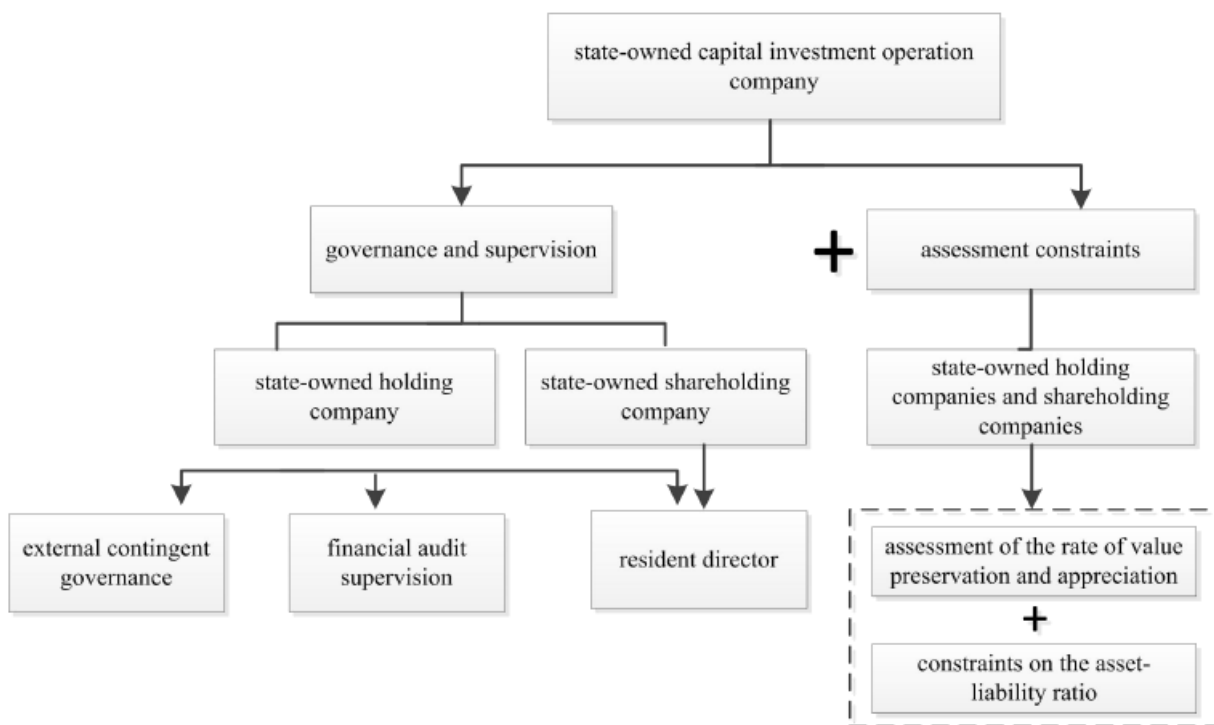 state-owned capital investment operation
company
governance and supervision
+
assessment constraints
state-owned holding
company
state-owned shareholding
company
state-owned holding
companies and shareholding
companies
external contingent
governance
financial audit
supervision
resident director
assessment of the rate of value
preservation and appreciation
+
constraints on the asset-
liability ratio